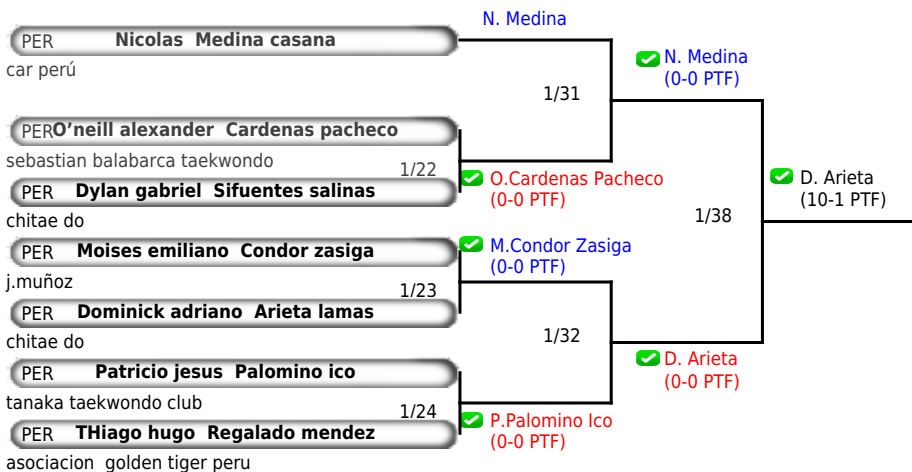 N. Medina
PER Nicolas Medina casana
car perú
N. Medina
(0-0 PTF)
1/31
PER O’neill alexander Cardenas pacheco
sebastian balabarca taekwondo
1/22
O.Cardenas Pacheco
(0-0 PTF)
PER Dylan gabriel Sifuentes salinas
chitae do
D. Arieta
(10-1 PTF)
1/38
PER Moises emiliano Condor zasiga
j.muñoz
M.Condor Zasiga
(0-0 PTF)
1/23
PER Dominick adriano Arieta lamas
chitae do
1/32
D. Arieta
(0-0 PTF)
PER Patricio jesus Palomino ico
tanaka taekwondo club
1/24
P.Palomino Ico
(0-0 PTF)
PER THiago hugo Regalado mendez
asociacion golden tiger peru